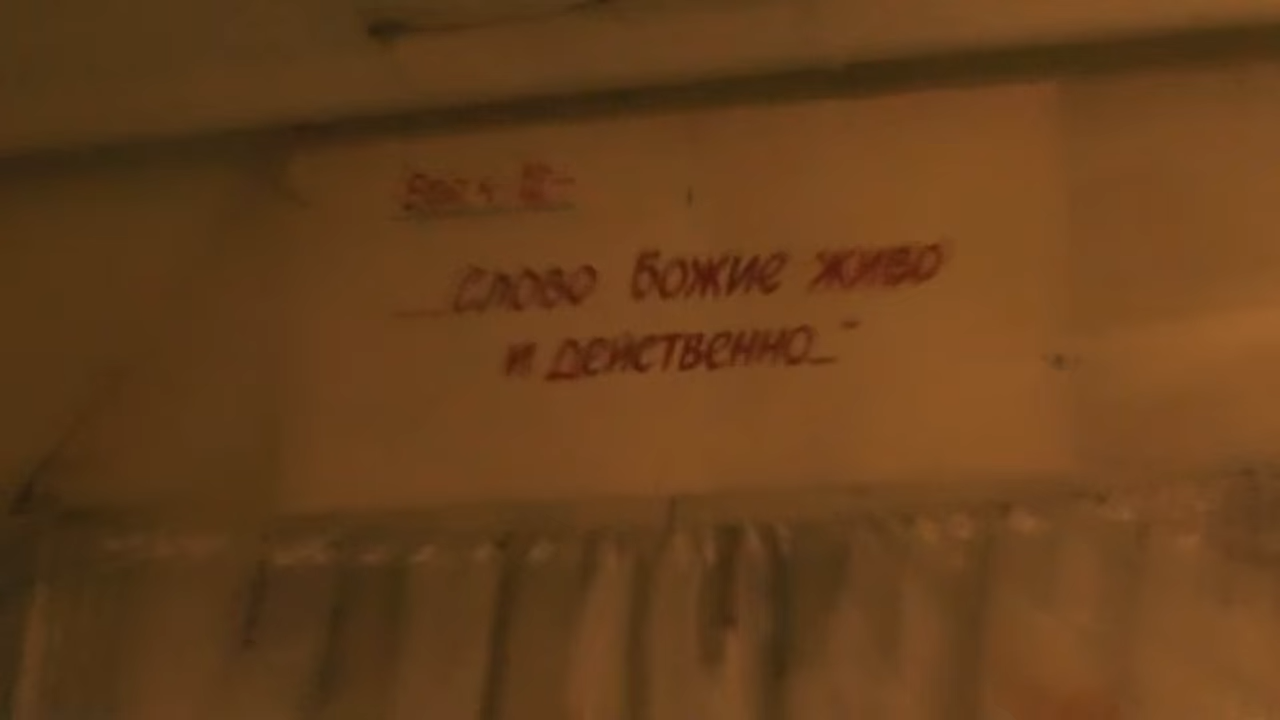 „Слово Божие живо
и действенно..."